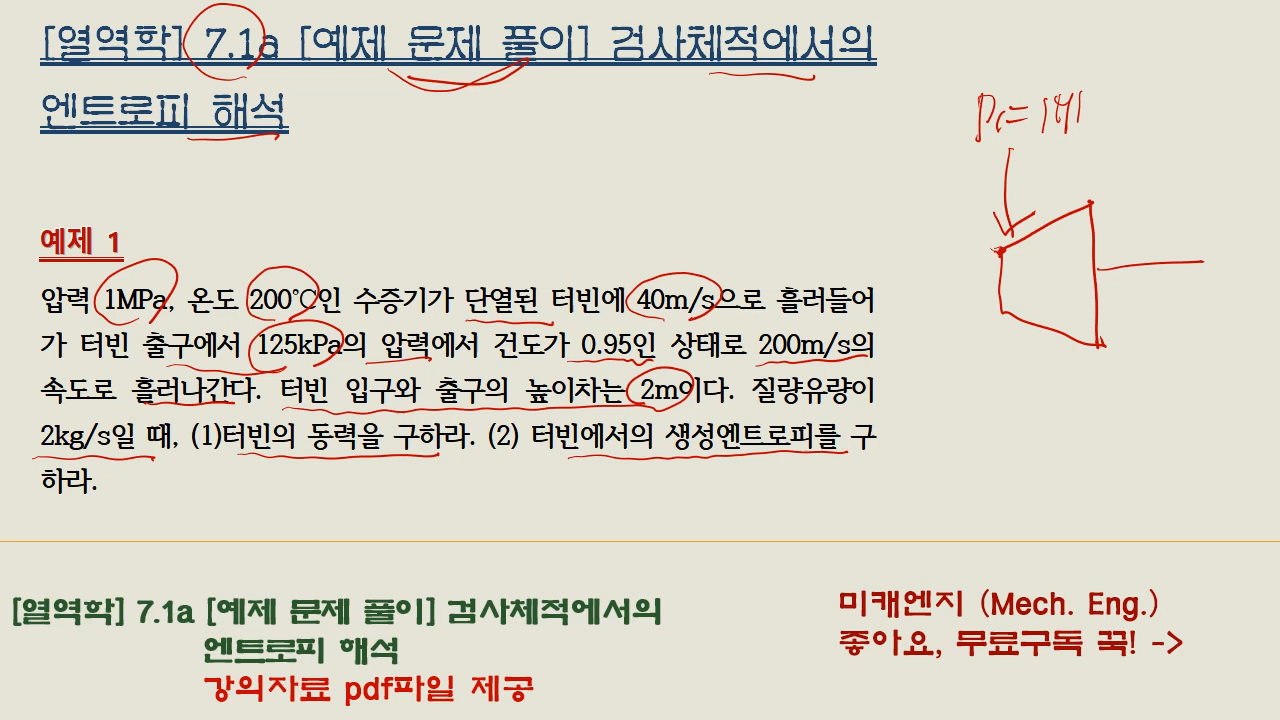 [열역학] 7.1a [예제 문제 풀이] 검사체적에서의
엔트로피 해석
P₁=1M
예제 1
압력 1MPa, 온도 200℃인 수증기가 단열된 터빈에 40m/s으로 흘러들어
가 터빈 출구에서 125kPa의 압력에서 건도가 0.95인 상태로 200m/s의
속도로 흘러나간다. 터빈 입구와 출구의 높이차는 2m이다. 질량유량이
2kg/s일 때, (1)터빈의 동력을 구하라. (2) 터빈에서의 생성엔트로피를 구
하라.
[열역학] 7.1a [예제 문제 풀이] 검사체적에서의
엔트로피 해석
강의자료 pdf파일 제공
미캐엔지 (Mech. Eng.)
좋아요, 무료구독 꾹! ->